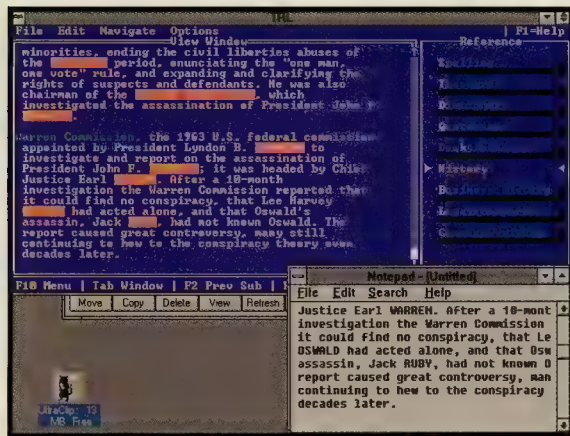 TRL
File Edit Navigate Options | F1=Help
View Window
Reference
minorities, ending the civil liberties abuses of
the period, enunciating the "one man,
one vote" rule, and expanding and clarifying the
rights of suspects and defendants. He was also
chairman of the , which
investigated the assassination of President John F.
.
Warren Commission, the 1963 U.S. federal commission
appointed by President Lyndon B. to
investigate and report on the assassination of
President John F. ; it was headed by Chief
Justice Earl . After a 10-month
investigation the Warren Commission reported that
it could find no conspiracy, that Lee Harvey
had acted alone, and that Oswald's
assassin, Jack , had not known Oswald. The
report caused great controversy, many still
continuing to hew to the conspiracy theory even
decades later.
History
F10 Menu | Tab Window | F2 Prev Sub |
Move Copy Delete View Refresh
UltraClip: 13
MB Free
Notepad - [Untitled]
File Edit Search Help
Justice Earl WARREN. After a 10-mont
investigation the Warren Commission
it could find no conspiracy, that Le
OSWALD had acted alone, and that Osw
assassin, Jack RUBY, had not known O
report caused great controversy, man
continuing to hew to the conspiracy
decades later.